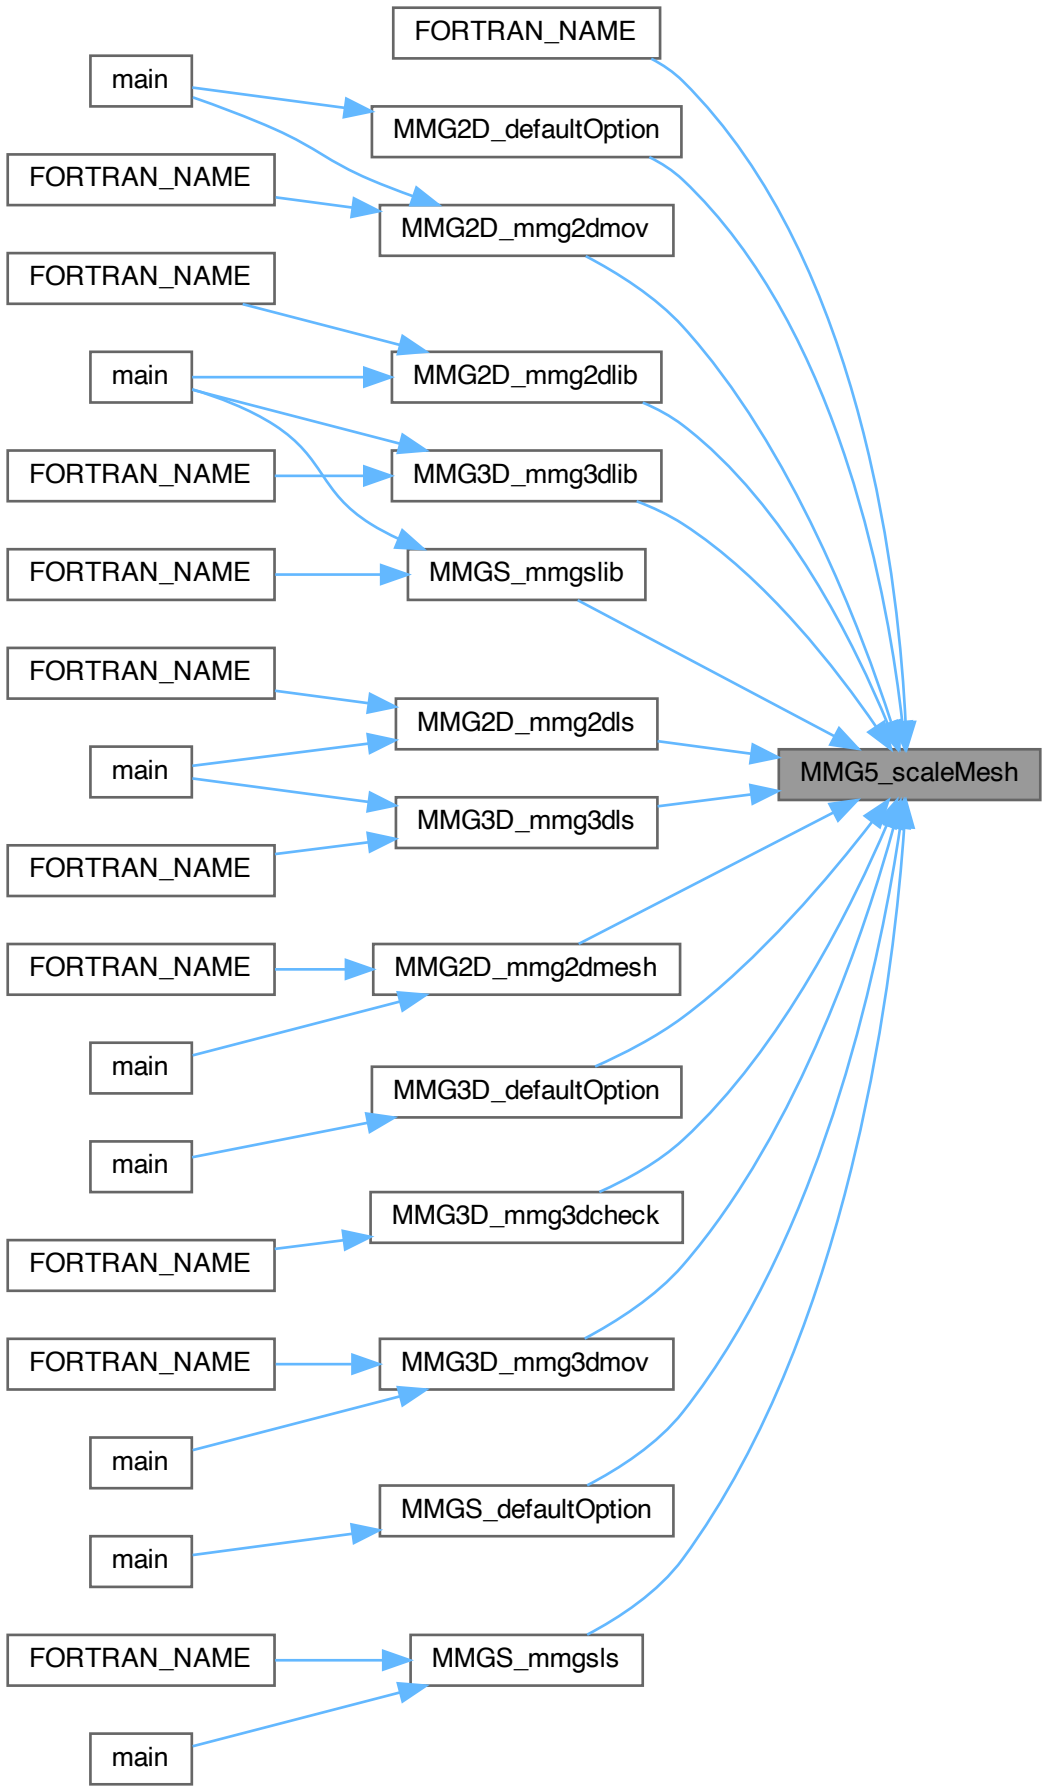 FORTRAN_NAME
main
MMG2D_defaultOption
FORTRAN_NAME
MMG2D_mmg2dmov
FORTRAN_NAME
main
MMG2D_mmg2dlib
FORTRAN_NAME
MMG3D_mmg3dlib
FORTRAN_NAME
MMGS_mmgslib
FORTRAN_NAME
MMG2D_mmg2dls
main
MMG5_scaleMesh
MMG3D_mmg3dls
FORTRAN_NAME
FORTRAN_NAME
MMG2D_mmg2dmesh
main
MMG3D_defaultOption
main
MMG3D_mmg3dcheck
FORTRAN_NAME
FORTRAN_NAME
MMG3D_mmg3dmov
main
MMGS_defaultOption
main
FORTRAN_NAME
MMGS_mmgsls
main